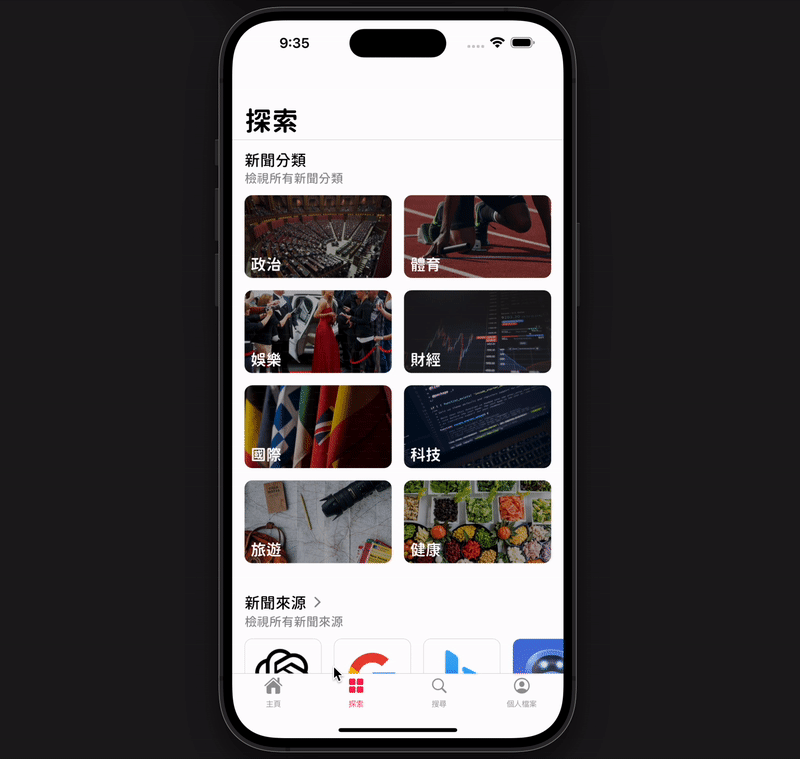 9:35
探索
新聞分類
檢視所有新聞分類
政治
體育
娛樂
財經
國際
科技
旅遊
健康
新聞來源
檢視所有新聞來源
主頁
探索
搜尋
個人檔案